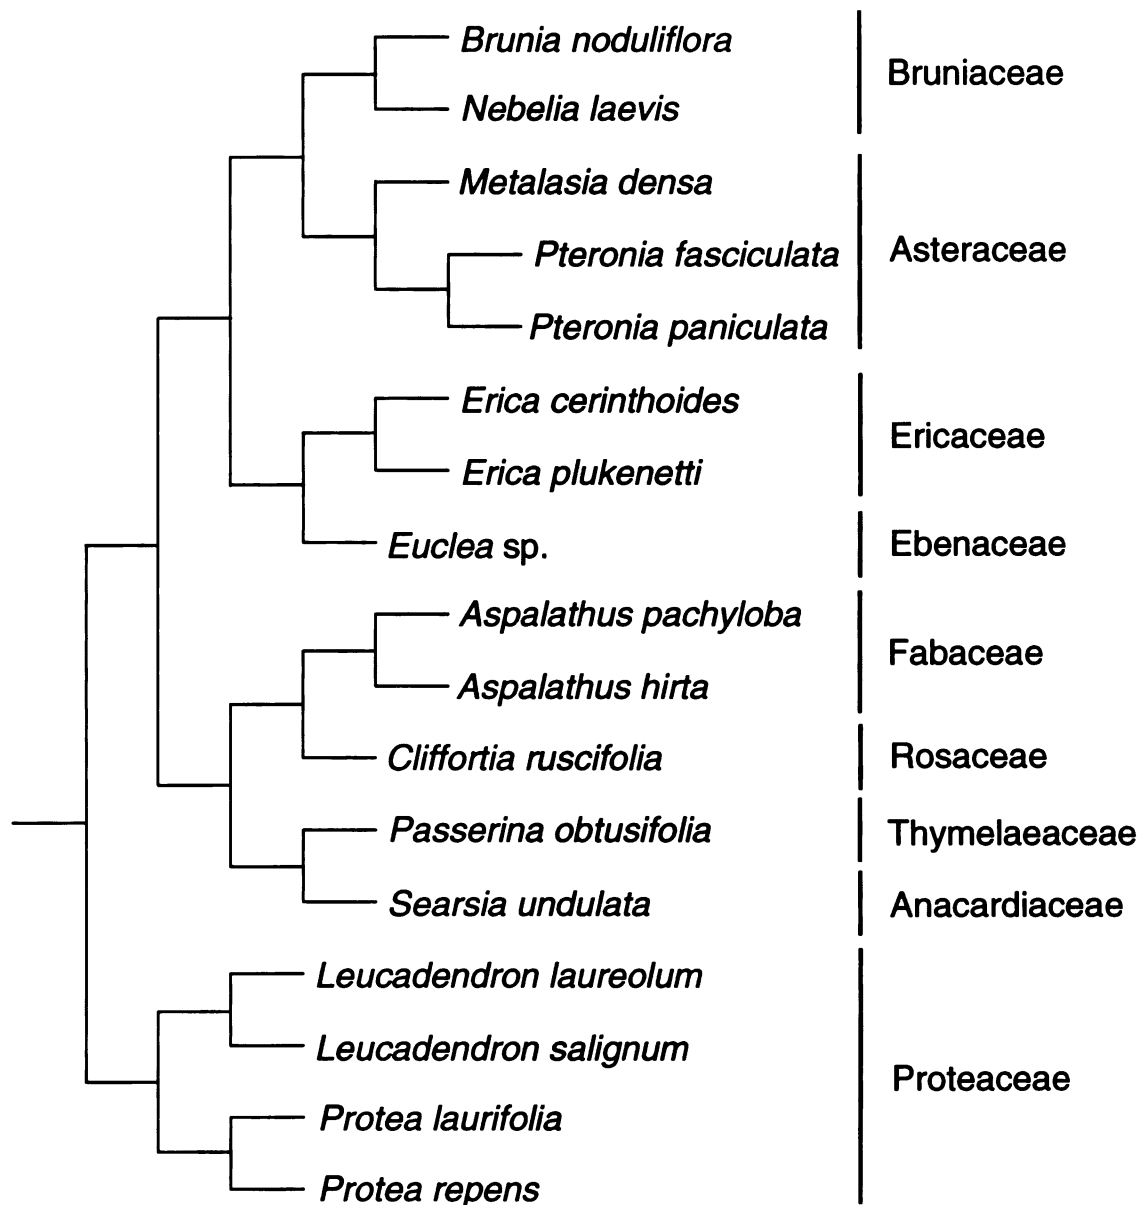 Brunia noduliflora
Nebelia laevis
Bruniaceae
Metalasia densa
Pteronia fasciculata
Pteronia paniculata
Asteraceae
Erica cerinthoides
Erica plukenetti
Ericaceae
Euclea sp.
Ebenaceae
Aspalathus pachyloba
Aspalathus hirta
Fabaceae
Cliffortia ruscifolia
Rosaceae
Passerina obtusifolia
Thymelaeaceae
Searsia undulata
Anacardiaceae
Leucadendron laureolum
Leucadendron salignum
Protea laurifolia
Protea repens
Proteaceae